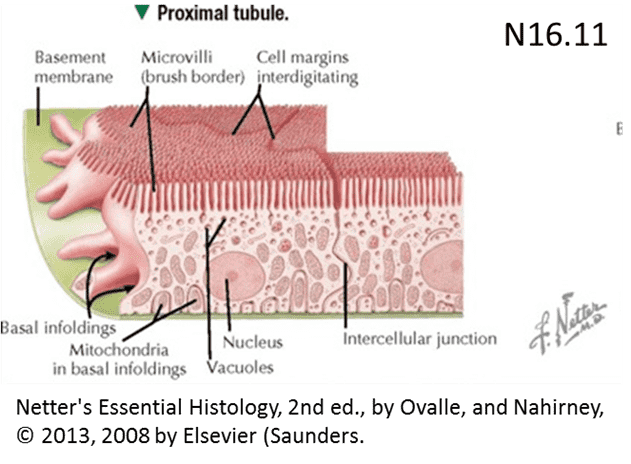 ▼ Proximal tubule.
N16.11
Basement
membrane
Microvilli
(brush border)
Cell margins
interdigitating
E
Basal infoldings
Mitochondria
in basal infoldings
Nucleus
Vacuoles
Intercellular junction
f. Netter
M.D.
Netter's Essential Histology, 2nd ed., by Ovalle, and Nahirney,
© 2013, 2008 by Elsevier (Saunders.